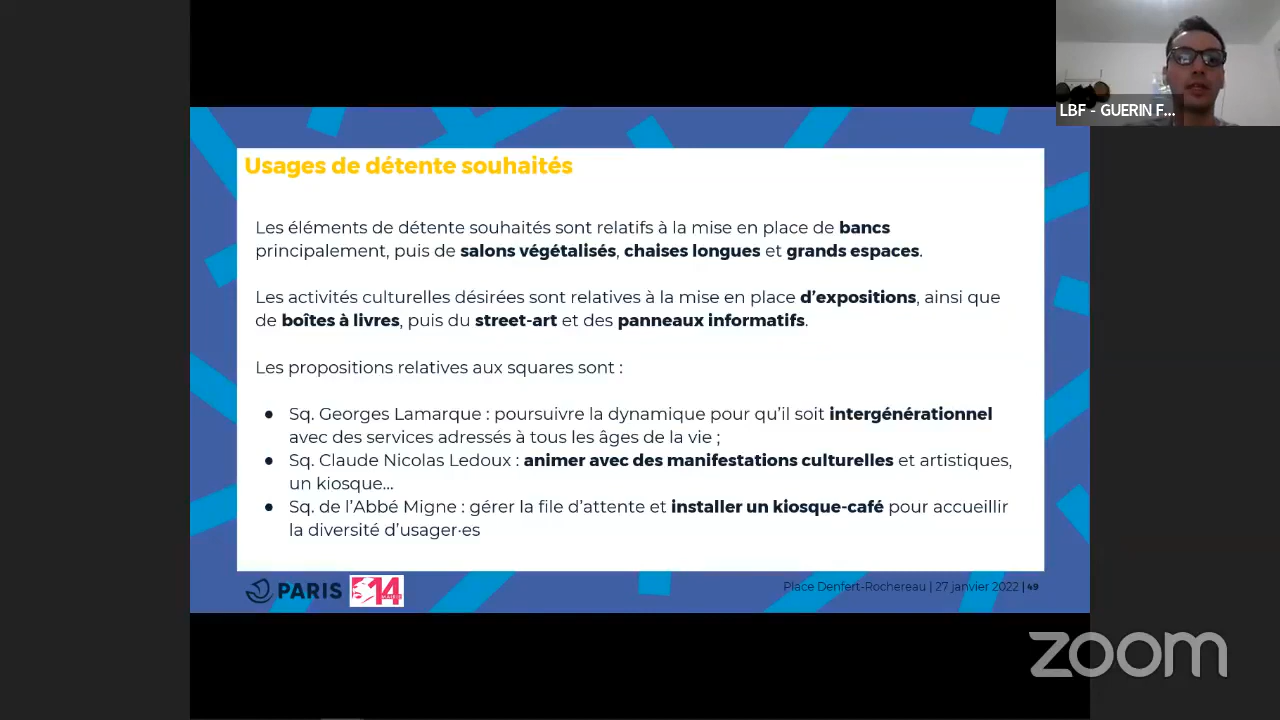 LBF - GUERIN F...
Usages de détente souhaités
Les éléments de détente souhaités sont relatifs à la mise en place de bancs
principalement, puis de salons végétalisés, chaises longues et grands espaces.
Les activités culturelles désirées sont relatives à la mise en place d'expositions, ainsi que
de boîtes à livres, puis du street-art et des panneaux informatifs.
Les propositions relatives aux squares sont :
● Sq. Georges Lamarque : poursuivre la dynamique pour qu'il soit intergénérationnel
avec des services adressés à tous les âges de la vie ;
● Sq. Claude Nicolas Ledoux : animer avec des manifestations culturelles et artistiques,
un kiosque...
● Sq. de l'Abbé Migne : gérer la file d'attente et installer un kiosque-café pour accueillir
la diversité d'usager·es
PARIS
14
MAIRIE
Place Denfert-Rochereau | 27 janvier 2022 | 49
zoom